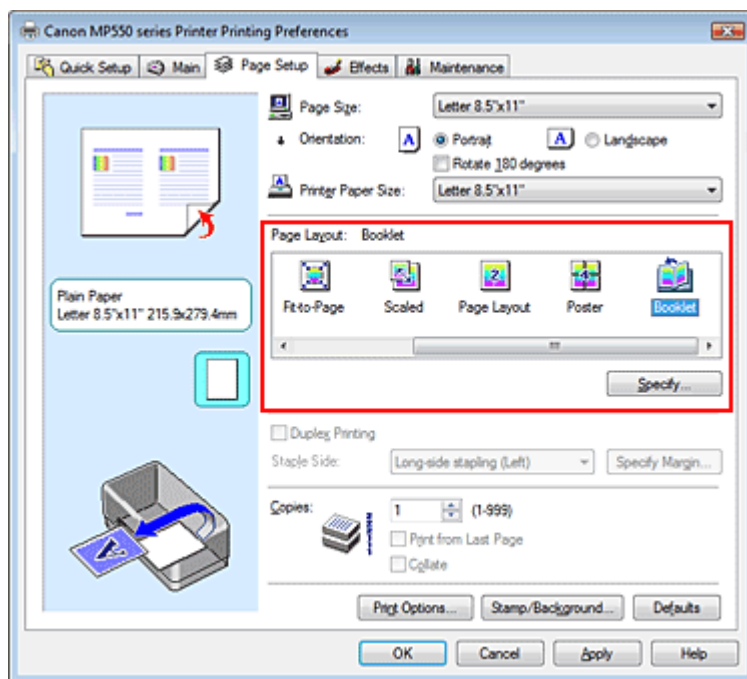 Canon MP550 series Printer Printing Preferences
Quick Setup Main Page Setup Effects Maintenance
Page Size: Letter 8.5"x11"
Orientation: A Portrait A Landscape
Rotate 180 degrees
Printer Paper Size: Letter 8.5"x11"
Page Layout: Booklet
Fit-to-Page Scaled Page Layout Poster Booklet
Plain Paper
Letter 8.5"x11" 215.9x279.4mm
Specify...
Duplex Printing
Staple Side: Long-side stapling (Left) Specify Margin...
Copies: 1 (1-999)
Print from Last Page
Collate
Print Options... Stamp/Background... Defaults
OK Cancel Apply Help